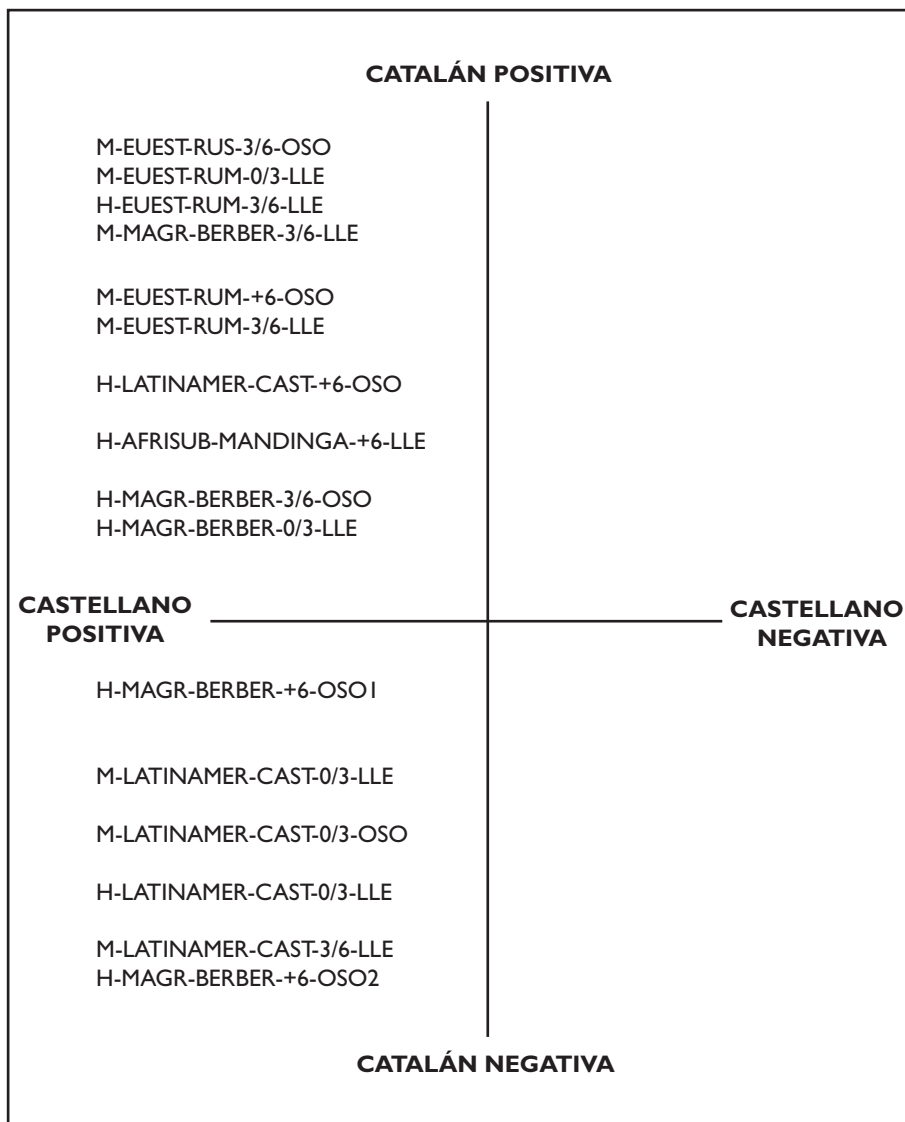 CATALÁN POSITIVA
M-EUEST-RUS-3/6-OSO
M-EUEST-RUM-0/3-LLE
H-EUEST-RUM-3/6-LLE
M-MAGR-BERBER-3/6-LLE
M-EUEST-RUM-+6-OSO
M-EUEST-RUM-3/6-LLE
H-LATINAMER-CAST-+6-OSO
H-AFRISUB-MANDINGA-+6-LLE
H-MAGR-BERBER-3/6-OSO
H-MAGR-BERBER-0/3-LLE
CASTELLANO
POSITIVA
CASTELLANO
NEGATIVA
H-MAGR-BERBER-+6-OSO1
M-LATINAMER-CAST-0/3-LLE
M-LATINAMER-CAST-0/3-OSO
H-LATINAMER-CAST-0/3-LLE
M-LATINAMER-CAST-3/6-LLE
H-MAGR-BERBER-+6-OSO2
CATALÁN NEGATIVA